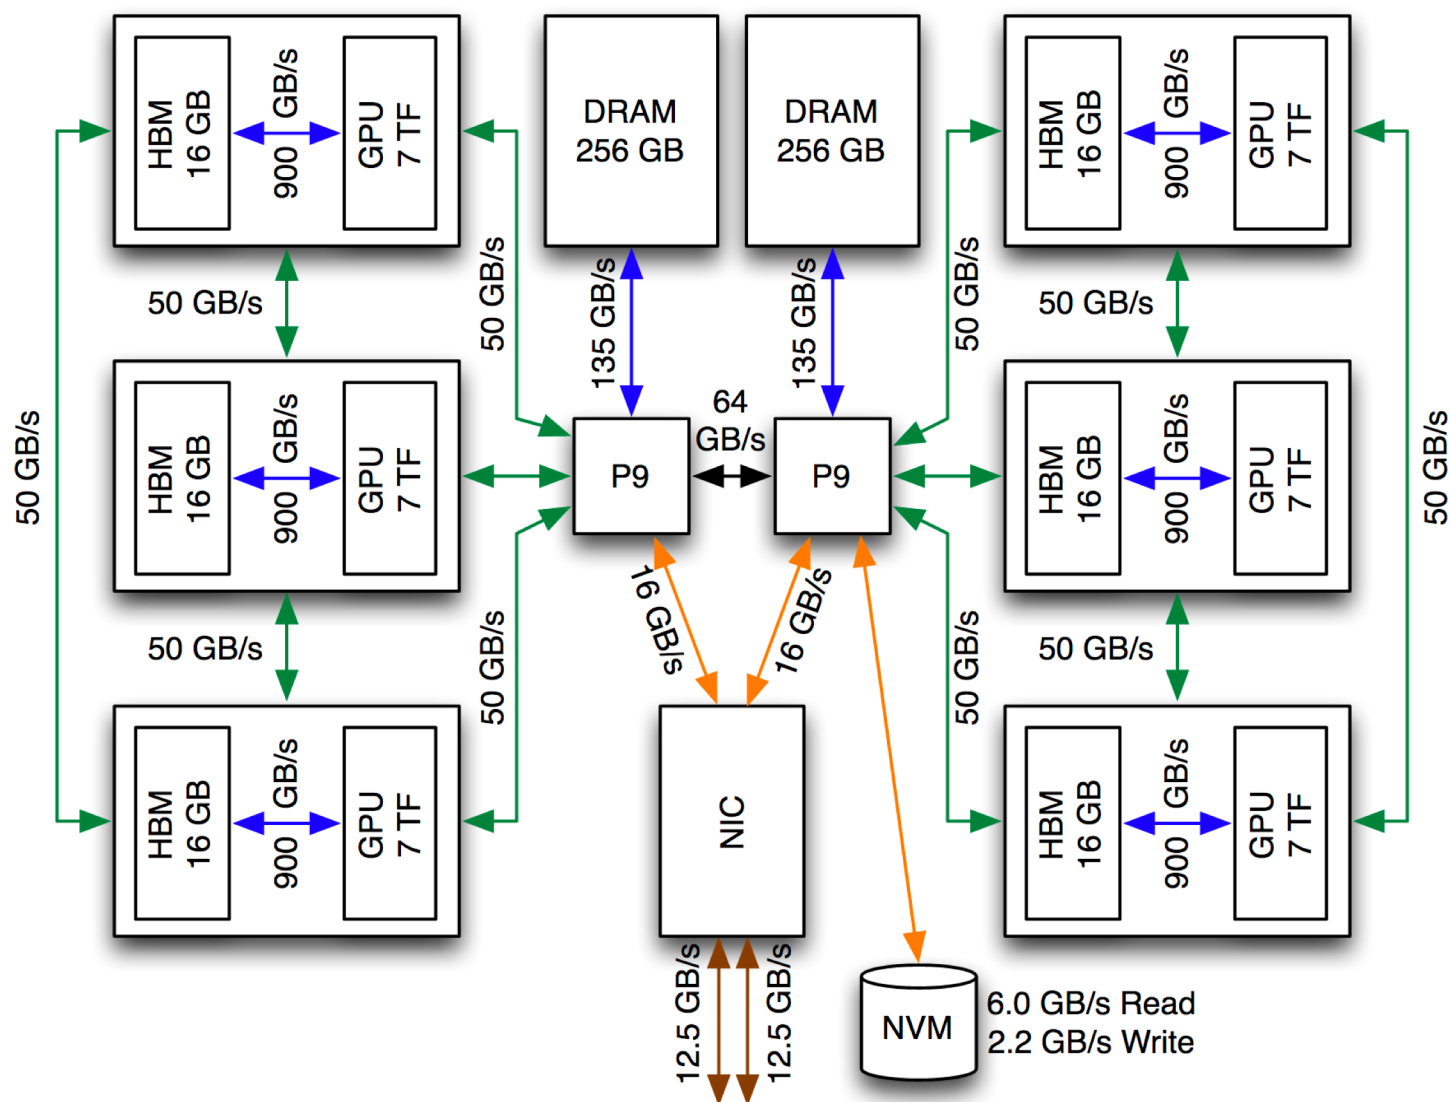 HBM
16 GB
900 GB/s
GPU
7 TF
DRAM
256 GB
DRAM
256 GB
HBM
16 GB
900 GB/s
GPU
7 TF
50 GB/s
50 GB/s
135 GB/s
135 GB/s
50 GB/s
50 GB/s
50 GB/s
HBM
16 GB
900 GB/s
GPU
7 TF
P9
64
GB/s
P9
HBM
16 GB
900 GB/s
GPU
7 TF
50 GB/s
50 GB/s
50 GB/s
16 GB/s
16 GB/s
50 GB/s
50 GB/s
HBM
16 GB
900 GB/s
GPU
7 TF
NIC
HBM
16 GB
900 GB/s
GPU
7 TF
50 GB/s
12.5 GB/s
12.5 GB/s
NVM
6.0 GB/s Read
2.2 GB/s Write